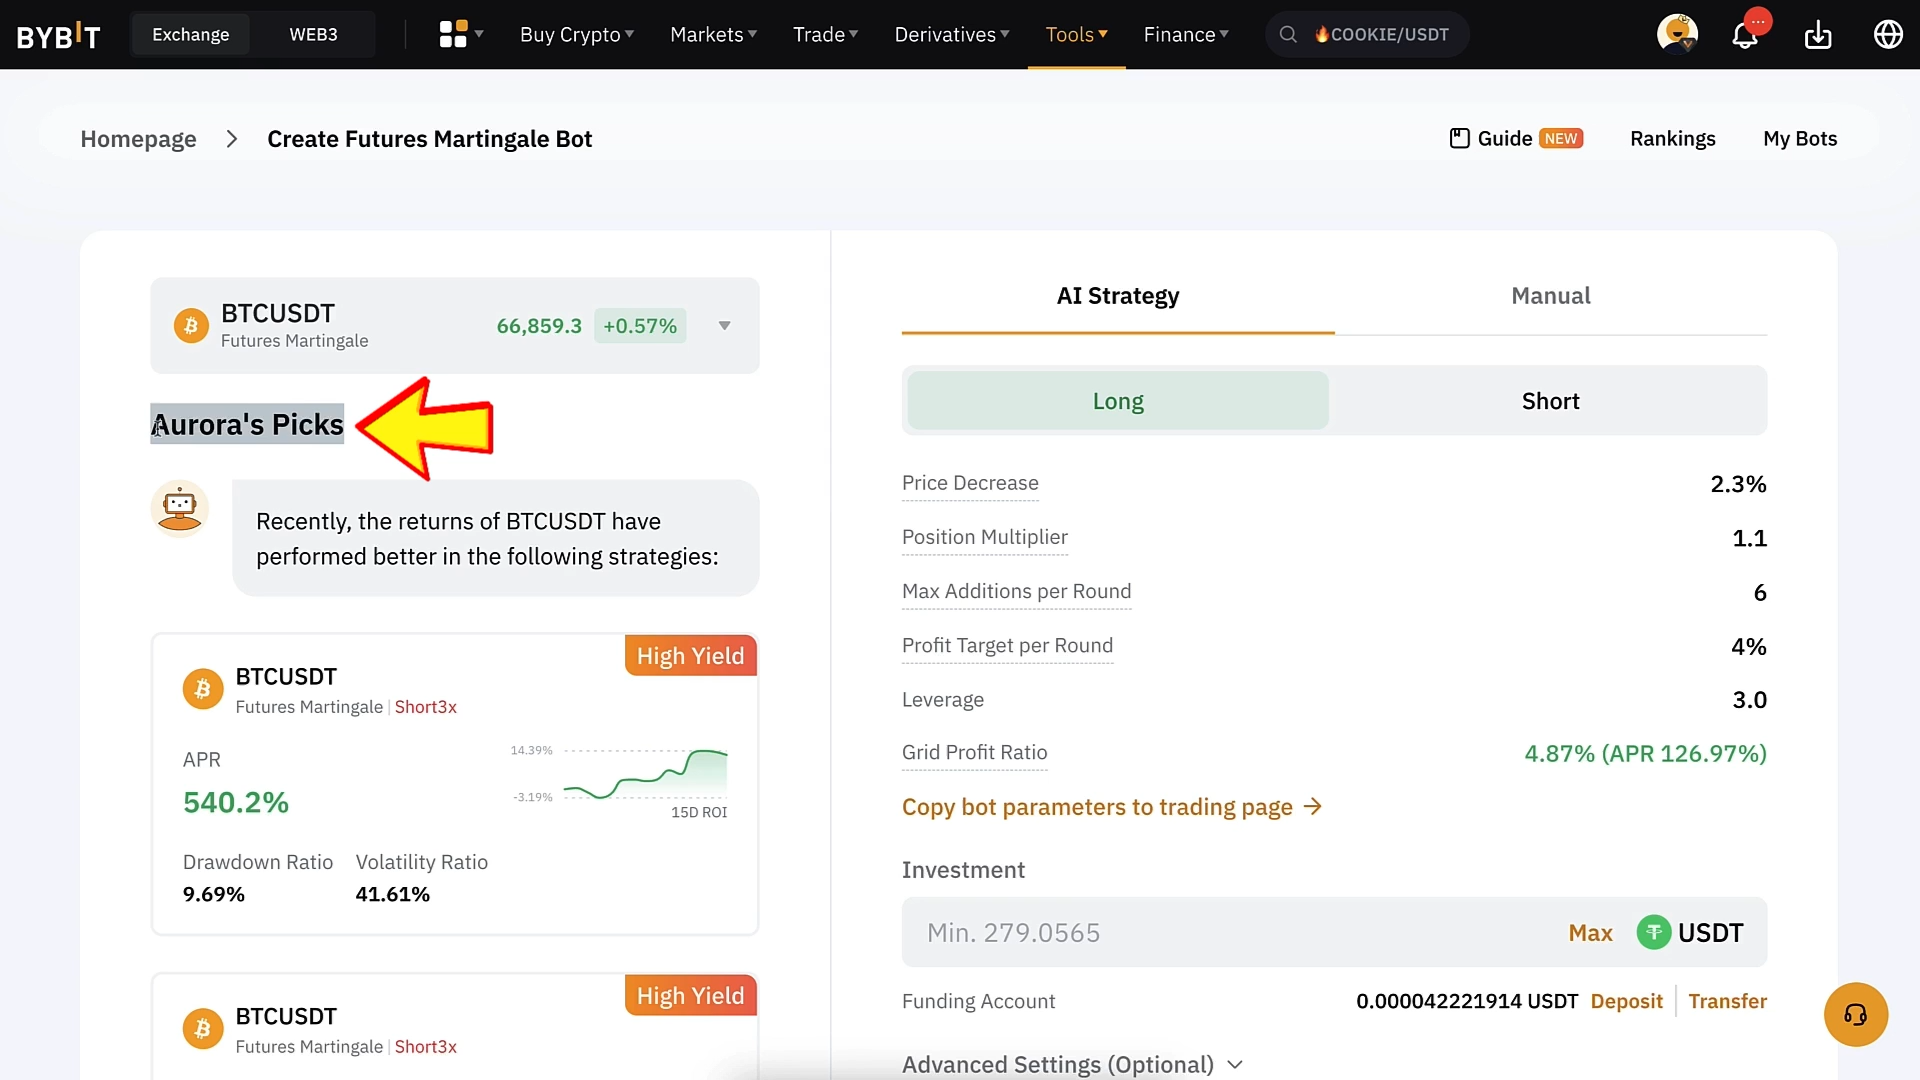 BYBIT Exchange WEB3 Buy Crypto Markets Trade Derivatives Tools Finance COOKIE/USDT
Homepage > Create Futures Martingale Bot
Guide NEW Rankings My Bots
BTCUSDT
Futures Martingale
66,859.3 +0.57%
Aurora's Picks
Recently, the returns of BTCUSDT have
performed better in the following strategies:
High Yield
BTCUSDT
Futures Martingale | Short3x
APR
540.2%
14.39%
-3.19%
15D ROI
Drawdown Ratio Volatility Ratio
9.69% 41.61%
High Yield
BTCUSDT
Futures Martingale | Short3x
AI Strategy Manual
Long Short
Price Decrease 2.3%
Position Multiplier 1.1
Max Additions per Round 6
Profit Target per Round 4%
Leverage 3.0
Grid Profit Ratio 4.87% (APR 126.97%)
Copy bot parameters to trading page →
Investment
Min. 279.0565 Max USDT
Funding Account 0.000042221914 USDT Deposit Transfer
Advanced Settings (Optional)